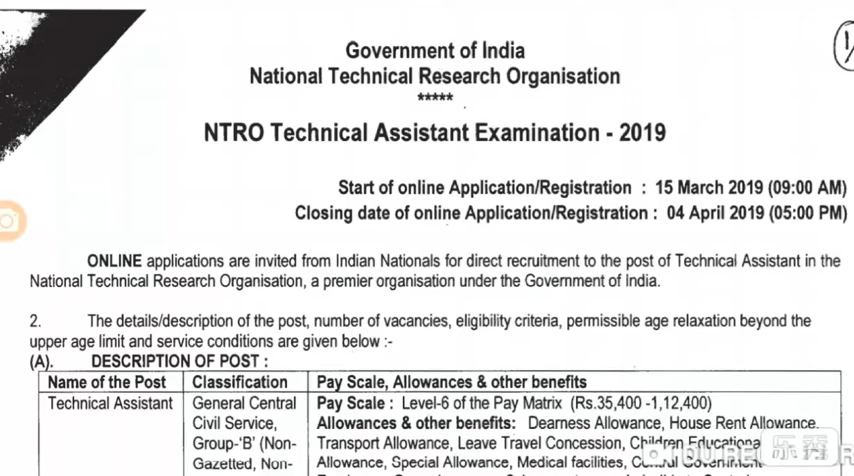 1/
Government of India
National Technical Research Organisation
*****
NTRO Technical Assistant Examination - 2019
Start of online Application/Registration : 15 March 2019 (09:00 AM)
Closing date of online Application/Registration : 04 April 2019 (05:00 PM)
ONLINE applications are invited from Indian Nationals for direct recruitment to the post of Technical Assistant in the
National Technical Research Organisation, a premier organisation under the Government of India.
2. The details/description of the post, number of vacancies, eligibility criteria, permissible age relaxation beyond the
upper age limit and service conditions are given below :-
(A). DESCRIPTION OF POST :
Name of the Post Classification Pay Scale, Allowances & other benefits
Technical Assistant General Central Pay Scale : Level-6 of the Pay Matrix (Rs.35,400 -1,12,400)
Civil Service, Allowances & other benefits: Dearness Allowance, House Rent Allowance,
Group-'B' (Non- Transport Allowance, Leave Travel Concession, Children Educational
Gazetted, Non- Allowance, Special Allowance, Medical facilities,